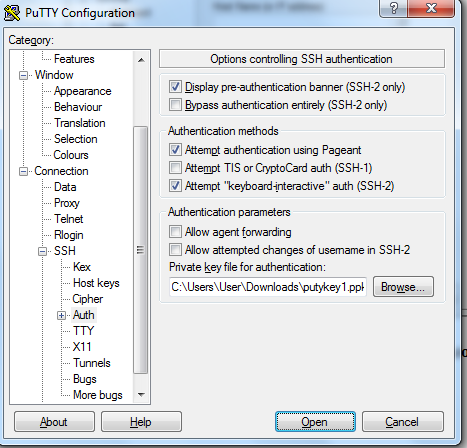 PuTTY Configuration
?
Category:
Features
Window
Appearance
Behaviour
Translation
Selection
Colours
Connection
Data
Proxy
Telnet
Rlogin
SSH
Kex
Host keys
Cipher
Auth
TTY
X11
Tunnels
Bugs
More bugs
Options controlling SSH authentication
Display pre-authentication banner (SSH-2 only)
Bypass authentication entirely (SSH-2 only)
Authentication methods
Attempt authentication using Pageant
Attempt TIS or CryptoCard auth (SSH-1)
Attempt "keyboard-interactive" auth (SSH-2)
Authentication parameters
Allow agent forwarding
Allow attempted changes of username in SSH-2
Private key file for authentication:
C:\Users\User\Downloads\putykey1.ppk
Browse...
About
Help
Open
Cancel